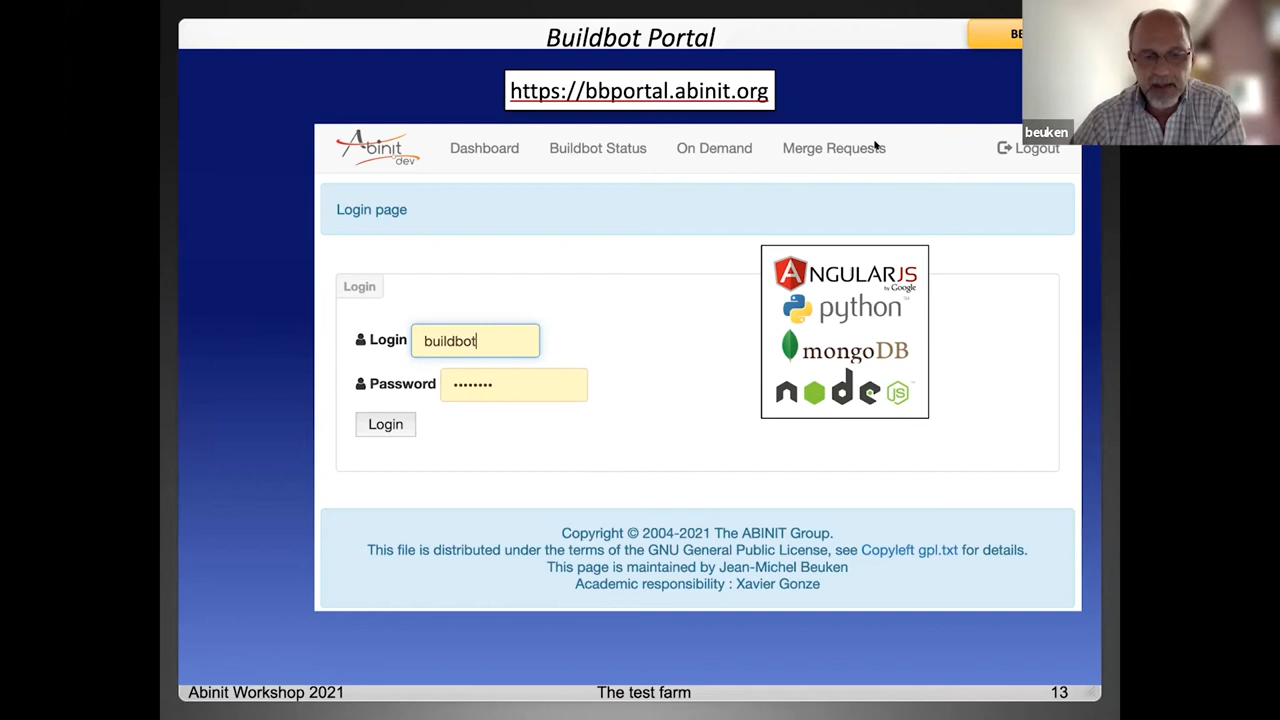 Buildbot Portal
BE
https://bbportal.abinit.org
beuken
Abinit
dev
Dashboard
Buildbot Status
On Demand
Merge Requests
Logout
Login page
Login
Login
buildbot
Password
••••••••
Login
ANGULARJS
by Google
python™
mongoDB
node
JS
Copyright © 2004-2021 The ABINIT Group.
This file is distributed under the terms of the GNU General Public License, see Copyleft gpl.txt for details.
This page is maintained by Jean-Michel Beuken
Academic responsibility : Xavier Gonze
Abinit Workshop 2021
The test farm
13